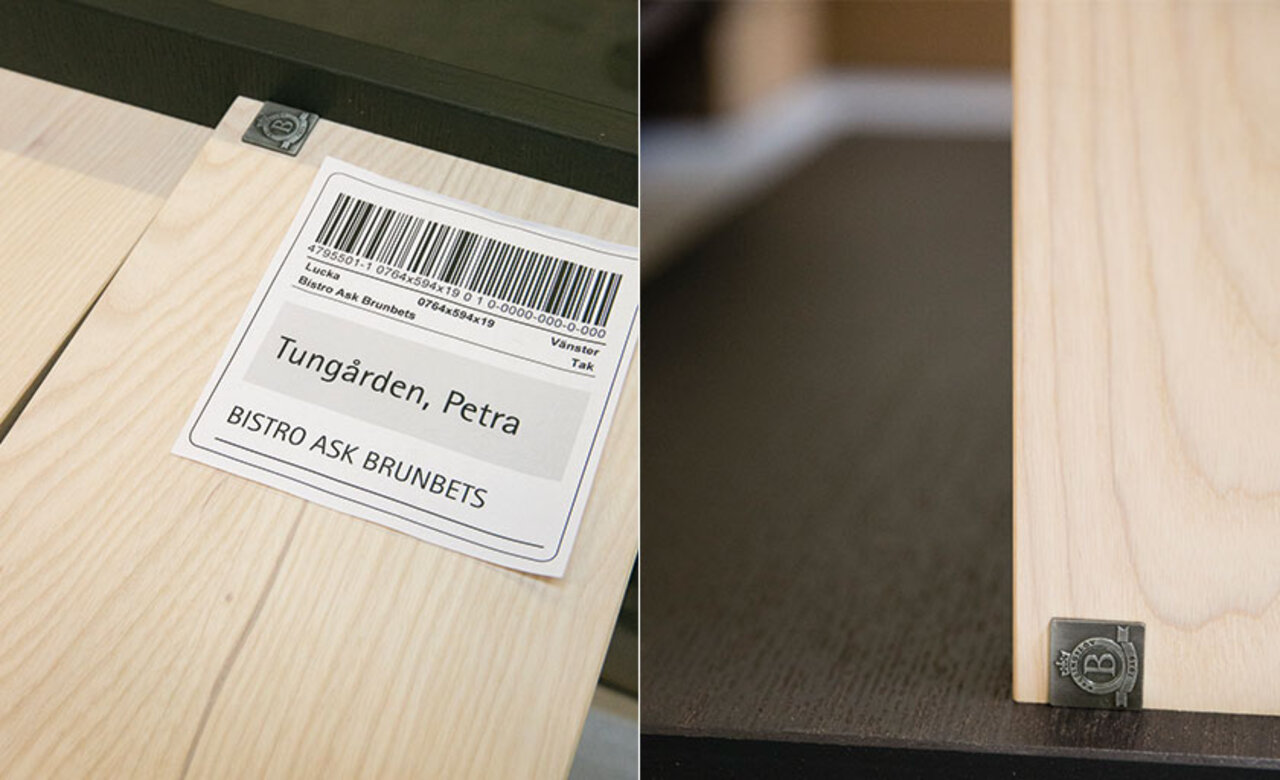 B
4795501-1 0764x594x19 0 1 0-0000-000-0-000
Lucka
Bistro Ask Brunbets 0764x594x19 Vänster
Tak
Tungården, Petra
BISTRO ASK BRUNBETS
B